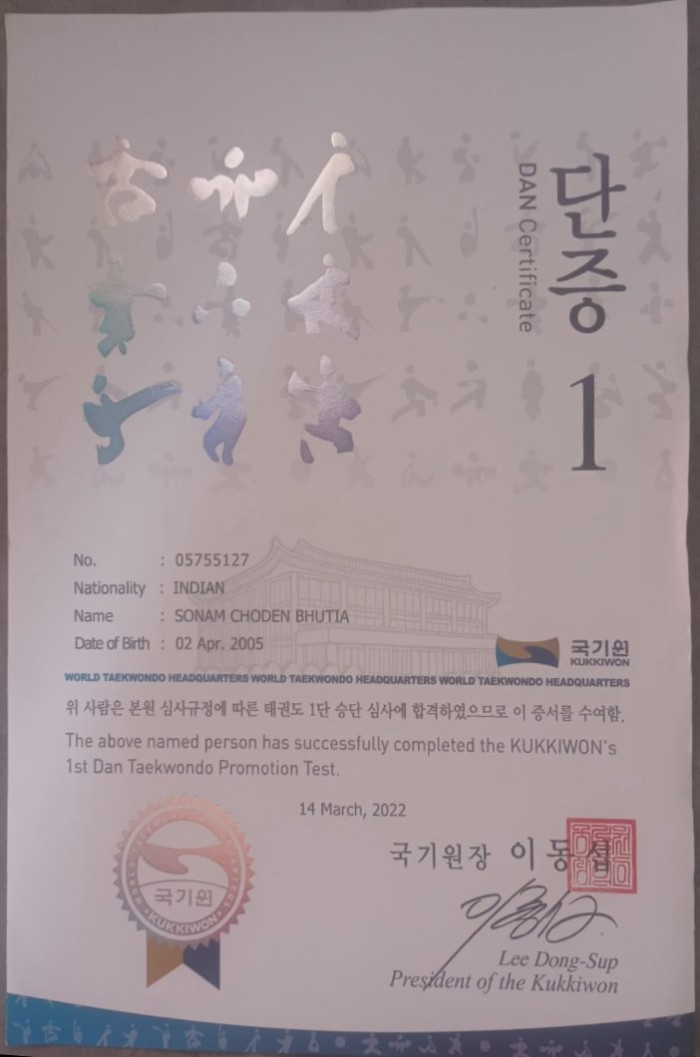 단증
DAN Certificate
1
No. : 05755127
Nationality : INDIAN
Name : SONAM CHODEN BHUTIA
Date of Birth : 02 Apr. 2005
국기원
KUKKIWON
WORLD TAEKWONDO HEADQUARTERS WORLD TAEKWONDO HEADQUARTERS WORLD TAEKWONDO HEADQUARTERS
위 사람은 본원 심사규정에 따른 태권도 1단 승단 심사에 합격하였으므로 이 증서를 수여함.
The above named person has successfully completed the KUKKIWON's
1st Dan Taekwondo Promotion Test.
14 March, 2022
국기원
KUKKIWON
국기원장 이동섭
Lee Dong-Sup
President of the Kukkiwon